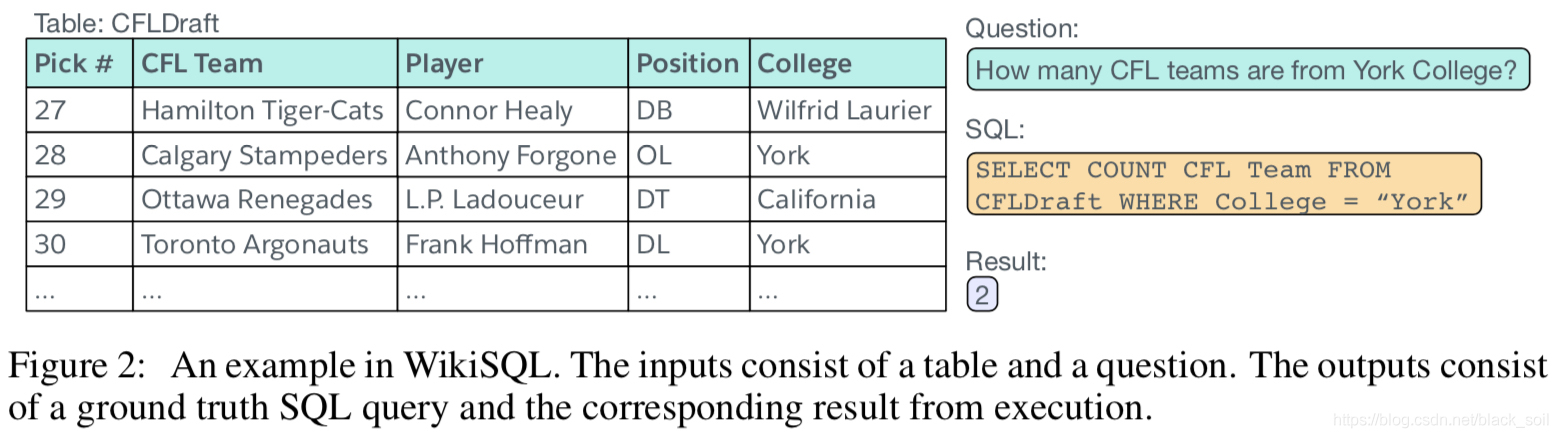 Table: CFLDraft
Pick # CFL Team Player Position College
27 Hamilton Tiger-Cats Connor Healy DB Wilfrid Laurier
28 Calgary Stampeders Anthony Forgone OL York
29 Ottawa Renegades L.P. Ladouceur DT California
30 Toronto Argonauts Frank Hoffman DL York
... ... ... ... ...
Question:
How many CFL teams are from York College?
SQL:
SELECT COUNT CFL Team FROM
CFLDraft WHERE College = “York”
Result:
2
Figure 2: An example in WikiSQL. The inputs consist of a table and a question. The outputs consist
of a ground truth SQL query and the corresponding result from execution.
https://blog.csdn.net/black_soil